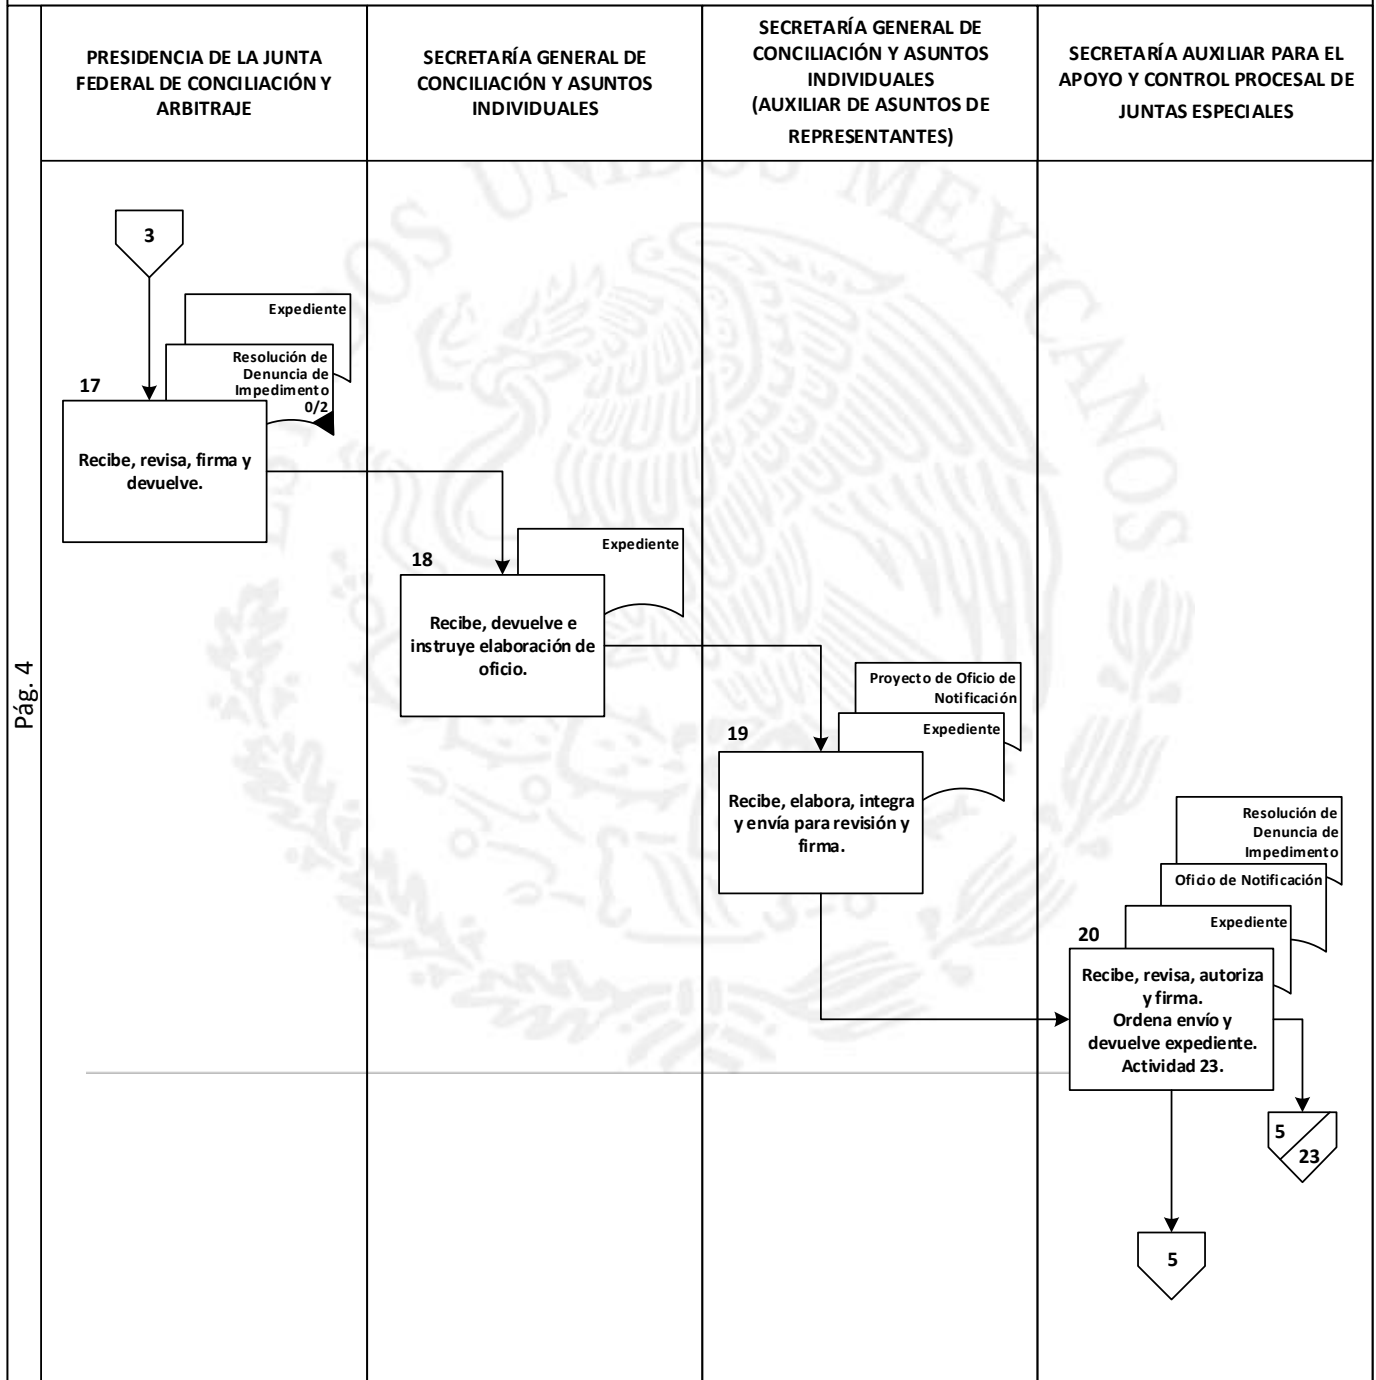 PRESIDENCIA DE LA JUNTA
FEDERAL DE CONCILIACIÓN Y
ARBITRAJE
SECRETARÍA GENERAL DE
CONCILIACIÓN Y ASUNTOS
INDIVIDUALES
SECRETARÍA GENERAL DE
CONCILIACIÓN Y ASUNTOS
INDIVIDUALES
(AUXILIAR DE ASUNTOS DE
REPRESENTANTES)
SECRETARÍA AUXILIAR PARA EL
APOYO Y CONTROL PROCESAL DE
JUNTAS ESPECIALES
Pág. 4
ESTADOS UNIDOS MEXICANOS
3
Expediente
Resolución de
Denuncia de
Impedimento
0/2
17
Recibe, revisa, firma y
devuelve.
Expediente
18
Recibe, devuelve e
instruye elaboración de
oficio.
Proyecto de Oficio de
Notificación
Expediente
19
Recibe, elabora, integra
y envía para revisión y
firma.
Resolución de
Denuncia de
Impedimento
Oficio de Notificación
Expediente
20
Recibe, revisa, autoriza
y firma.
Ordena envío y
devuelve expediente.
Actividad 23.
5
23
5